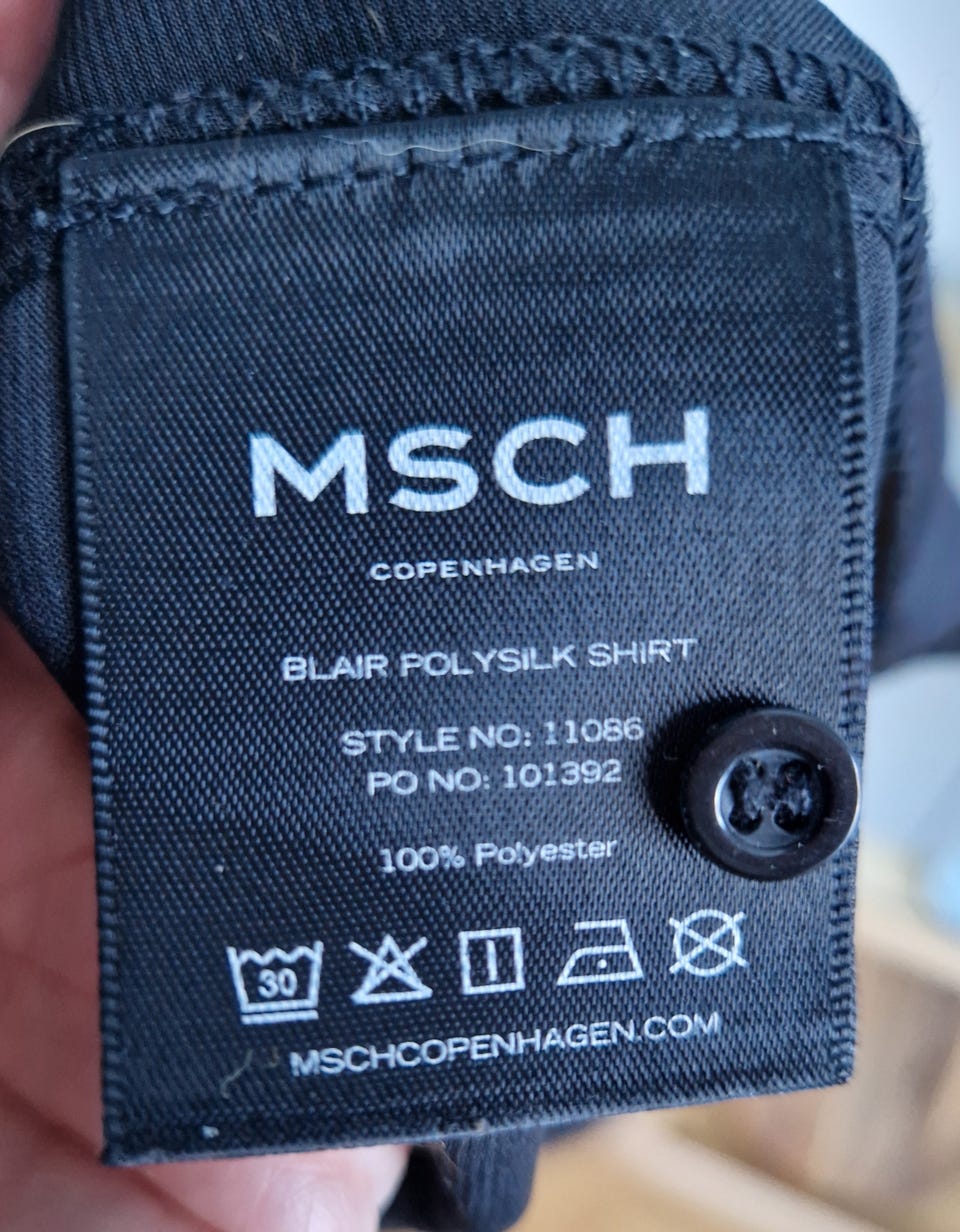 MSCH
COPENHAGEN
BLAIR POLYSILK SHIRT
STYLE NO: 11086
PO NO: 101392
100% Polyester
30
MSCHCOPENHAGEN.COM